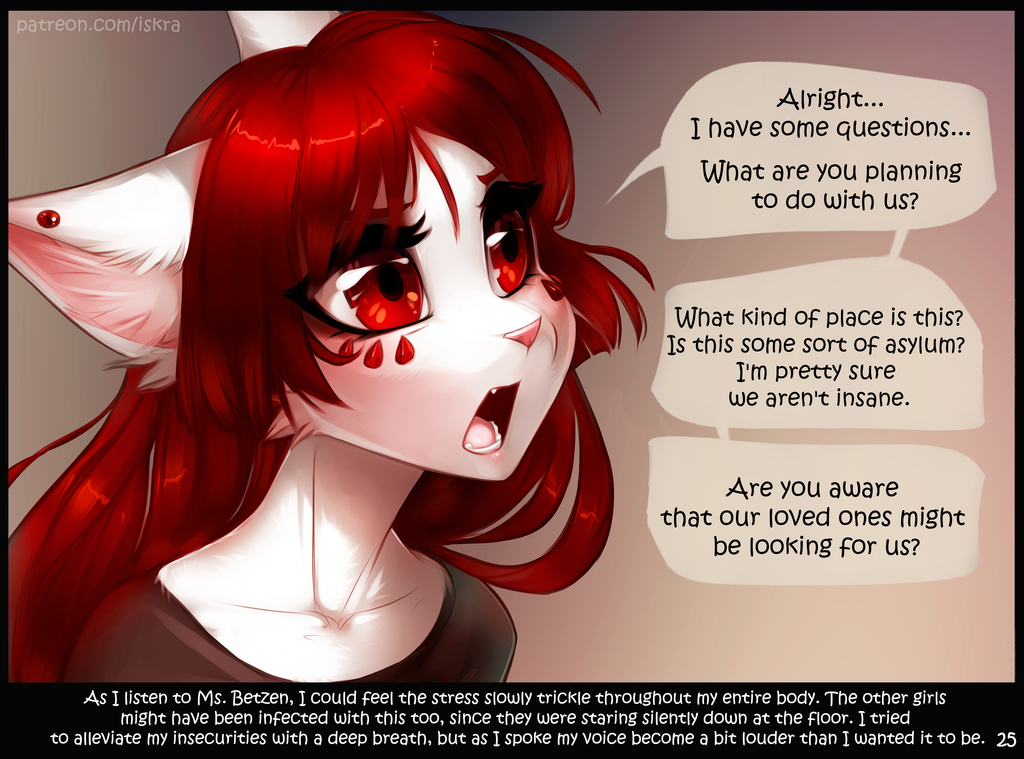 patreon.com/iskra
Alright...
I have some questions...
What are you planning
to do with us?
What kind of place is this?
Is this some sort of asylum?
I'm pretty sure
we aren't insane.
Are you aware
that our loved ones might
be looking for us?
As I listen to Ms. Betzen, I could feel the stress slowly trickle throughout my entire body. The other girls
might have been infected with this too, since they were staring silently down at the floor. I tried
to alleviate my insecurities with a deep breath, but as I spoke my voice become a bit louder than I wanted it to be.
25